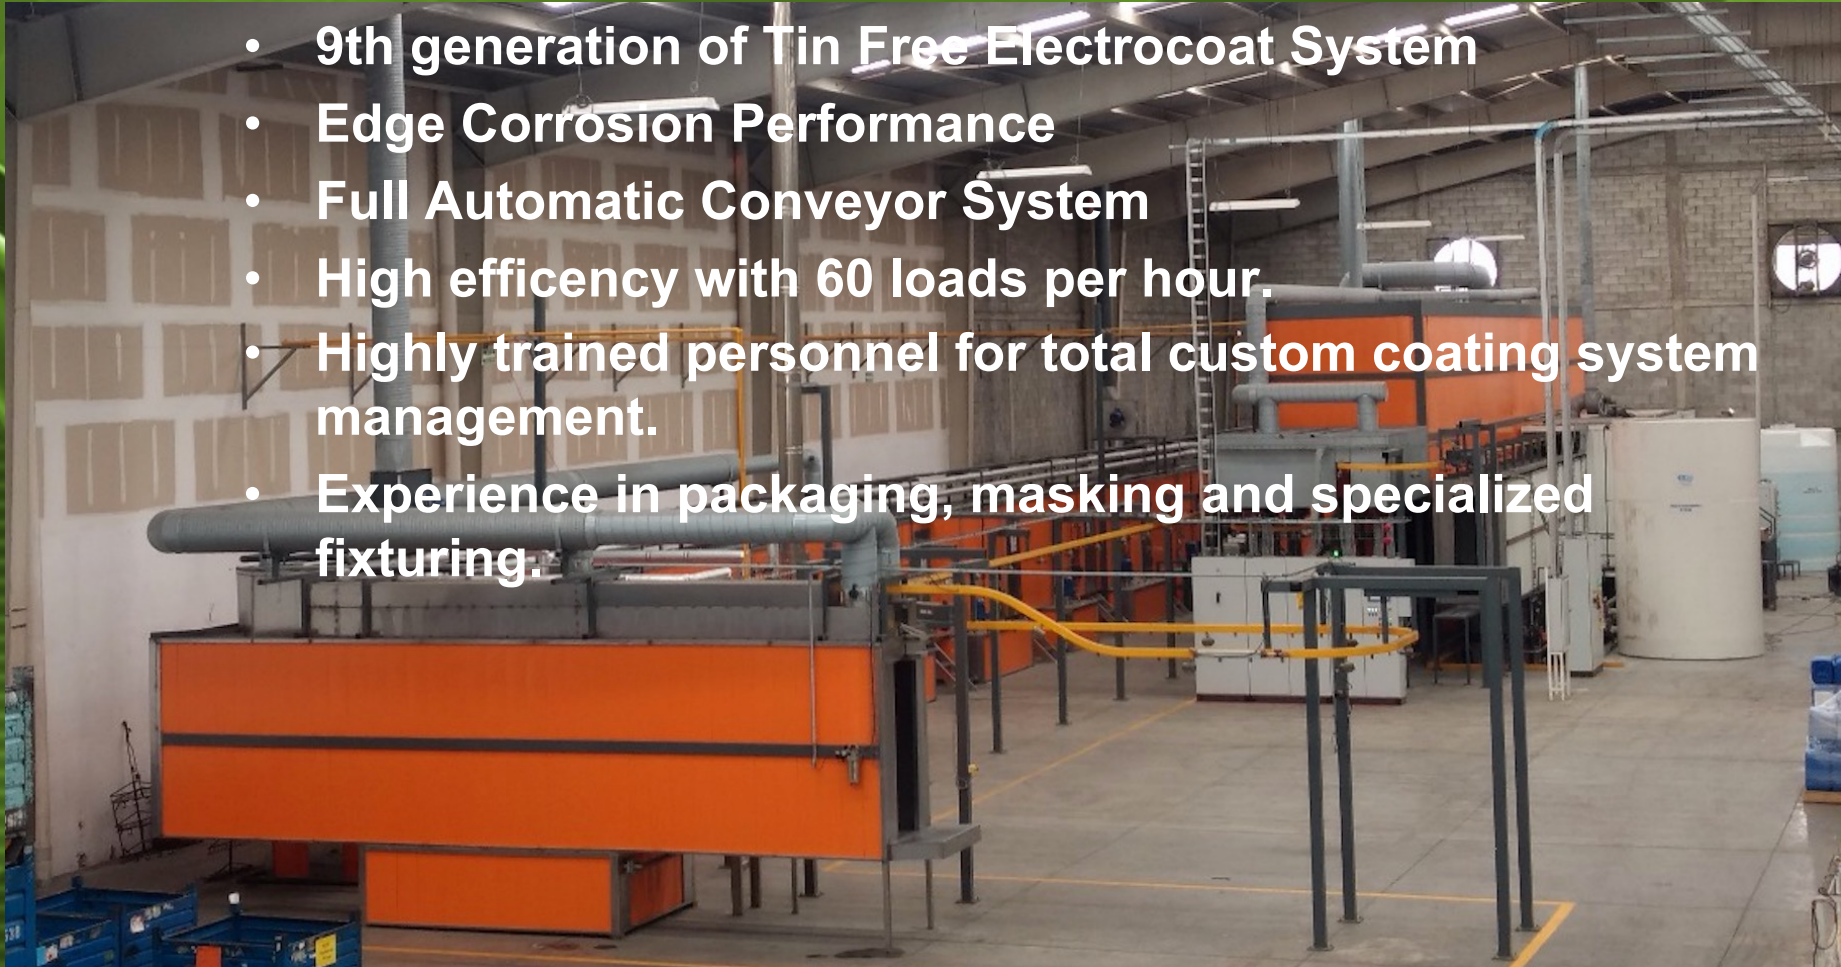 • 9th generation of Tin Free Electrocoat System
• Edge Corrosion Performance
• Full Automatic Conveyor System
• High efficency with 60 loads per hour.
• Highly trained personnel for total custom coating system
management.
• Experience in packaging, masking and specialized
fixturing.